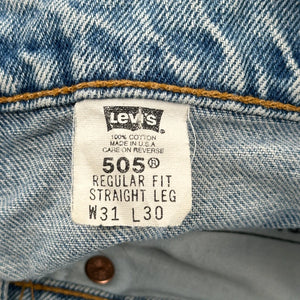 Levi's
100% COTTON
MADE IN U.S.A.
CARE ON REVERSE
505®
REGULAR FIT
STRAIGHT LEG
W31 L30